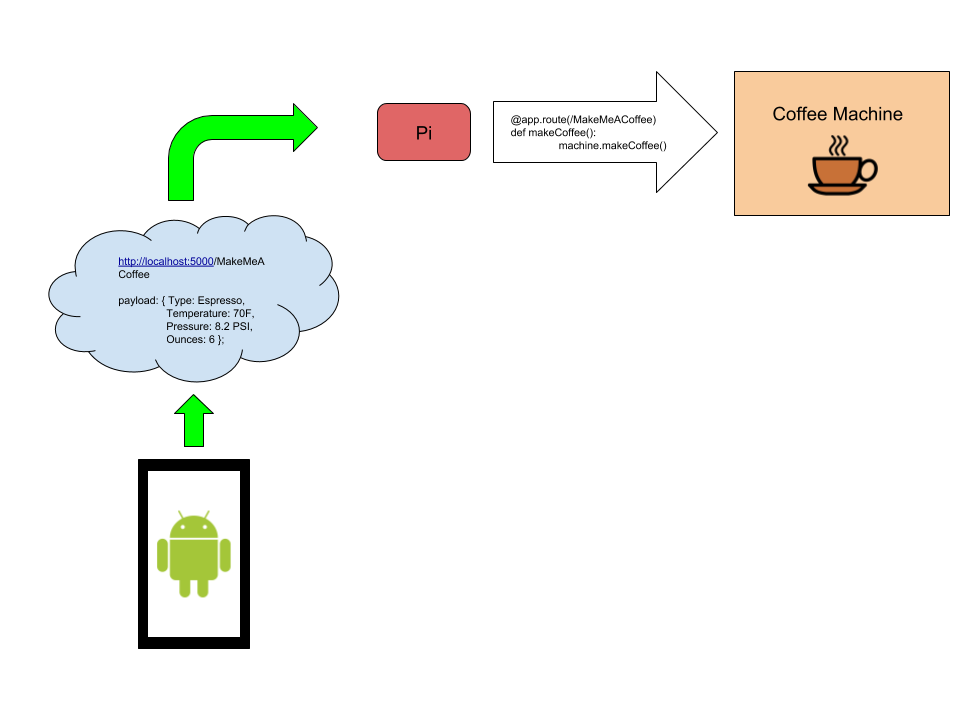 Coffee Machine
Pi
@app.route(/MakeMeACoffee)
def makeCoffee():
machine.makeCoffee()
http://localhost:5000/MakeMeA
Coffee
payload: { Type: Espresso,
Temperature: 70F,
Pressure: 8.2 PSI,
Ounces: 6 };